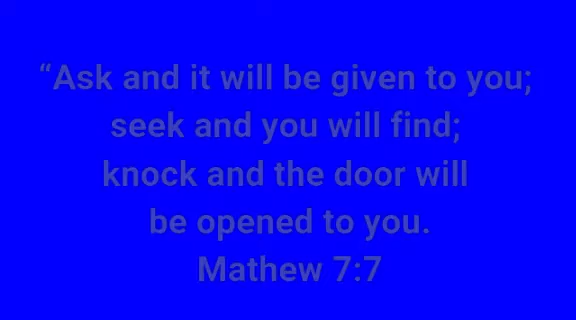 “Ask and it will be given to you;
seek and you will find;
knock and the door will
be opened to you.
Mathew 7:7